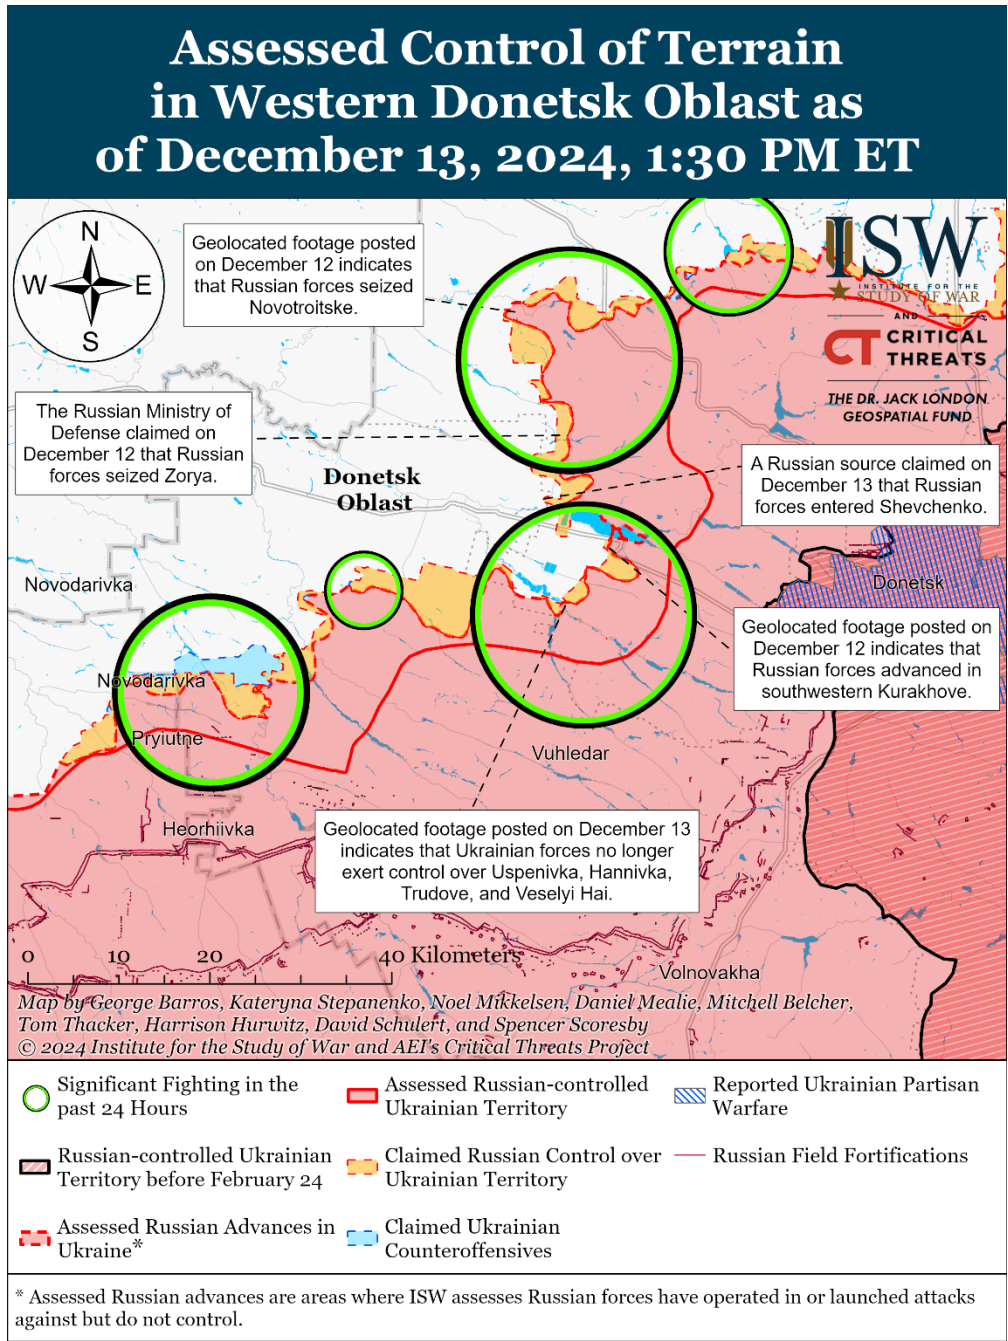 Assessed Control of Terrain
in Western Donetsk Oblast as
of December 13, 2024, 1:30 PM ET
N
W
E
S
Geolocated footage posted
on December 12 indicates
that Russian forces seized
Novotroitske.
ISW
INSTITUTE FOR THE
STUDY OF WAR
AND
CT CRITICAL
THREATS
THE DR. JACK LONDON
GEOSPATIAL FUND
The Russian Ministry of
Defense claimed on
December 12 that Russian
forces seized Zorya.
Donetsk
Oblast
A Russian source claimed on
December 13 that Russian
forces entered Shevchenko.
Novodarivka
Donetsk
Geolocated footage posted on
December 12 indicates that
Russian forces advanced in
southwestern Kurakhove.
Novodarivka
Pryiutne
Vuhledar
Heorhiivka
Geolocated footage posted on December 13
indicates that Ukrainian forces no longer
exert control over Uspenivka, Hannivka,
Trudove, and Veselyi Hai.
0 10 20 40 Kilometers
Volnovakha
Map by George Barros, Kateryna Stepanenko, Noel Mikkelsen, Daniel Mealie, Mitchell Belcher,
Tom Thacker, Harrison Hurwitz, David Schulert, and Spencer Scoresby
© 2024 Institute for the Study of War and AEI's Critical Threats Project
Significant Fighting in the
past 24 Hours
Assessed Russian-controlled
Ukrainian Territory
Reported Ukrainian Partisan
Warfare
Russian-controlled Ukrainian
Territory before February 24
Claimed Russian Control over
Ukrainian Territory
Russian Field Fortifications
Assessed Russian Advances in
Ukraine*
Claimed Ukrainian
Counteroffensives
* Assessed Russian advances are areas where ISW assesses Russian forces have operated in or launched attacks
against but do not control.